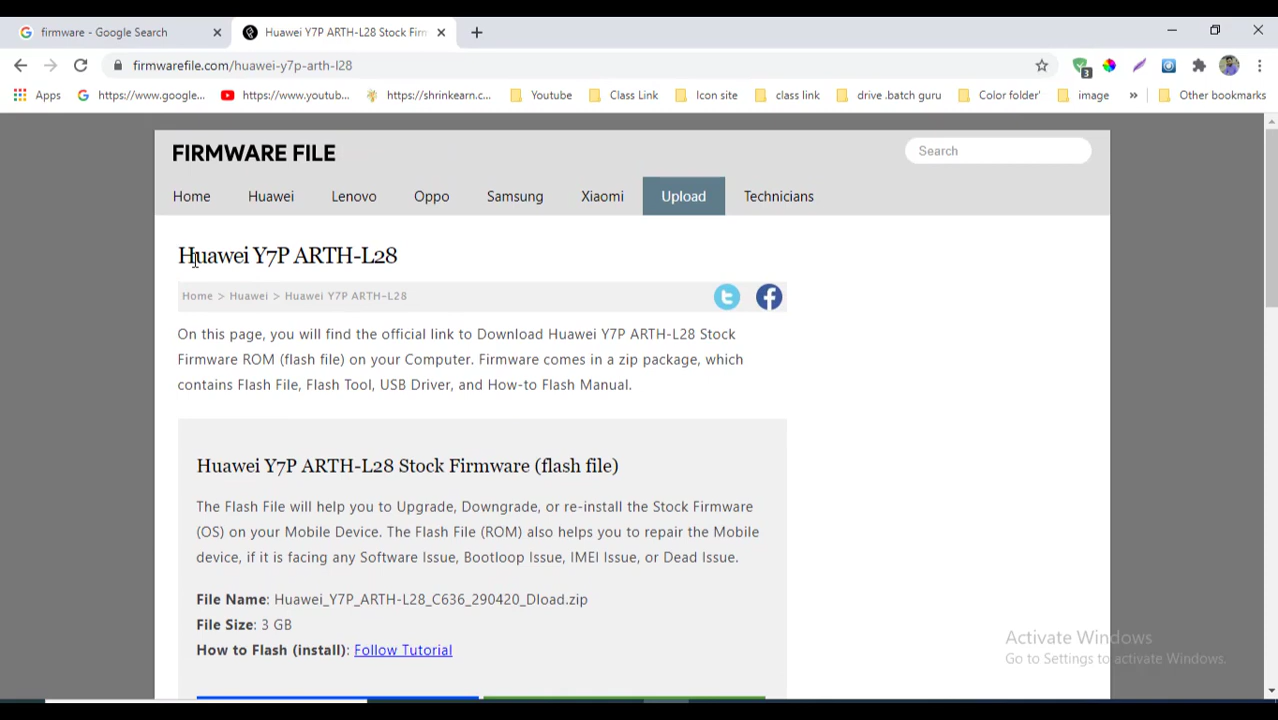 firmware - Google Search
Huawei Y7P ARTH-L28 Stock Firm
firmwarefile.com/huawei-y7p-arth-l28
3
Apps https://www.google... https://www.youtub... https://shrinkearn.c... Youtube Class Link Icon site class link drive .batch guru Color folder' image » Other bookmarks
FIRMWARE FILE
Search
Home Huawei Lenovo Oppo Samsung Xiaomi Upload Technicians
Huawei Y7P ARTH-L28
Home > Huawei > Huawei Y7P ARTH-L28
On this page, you will find the official link to Download Huawei Y7P ARTH-L28 Stock
Firmware ROM (flash file) on your Computer. Firmware comes in a zip package, which
contains Flash File, Flash Tool, USB Driver, and How-to Flash Manual.
Huawei Y7P ARTH-L28 Stock Firmware (flash file)
The Flash File will help you to Upgrade, Downgrade, or re-install the Stock Firmware
(OS) on your Mobile Device. The Flash File (ROM) also helps you to repair the Mobile
device, if it is facing any Software Issue, Bootloop Issue, IMEI Issue, or Dead Issue.
File Name: Huawei_Y7P_ARTH-L28_C636_290420_Dload.zip
File Size: 3 GB
How to Flash (install): Follow Tutorial
Activate Windows
Go to Settings to activate Windows.